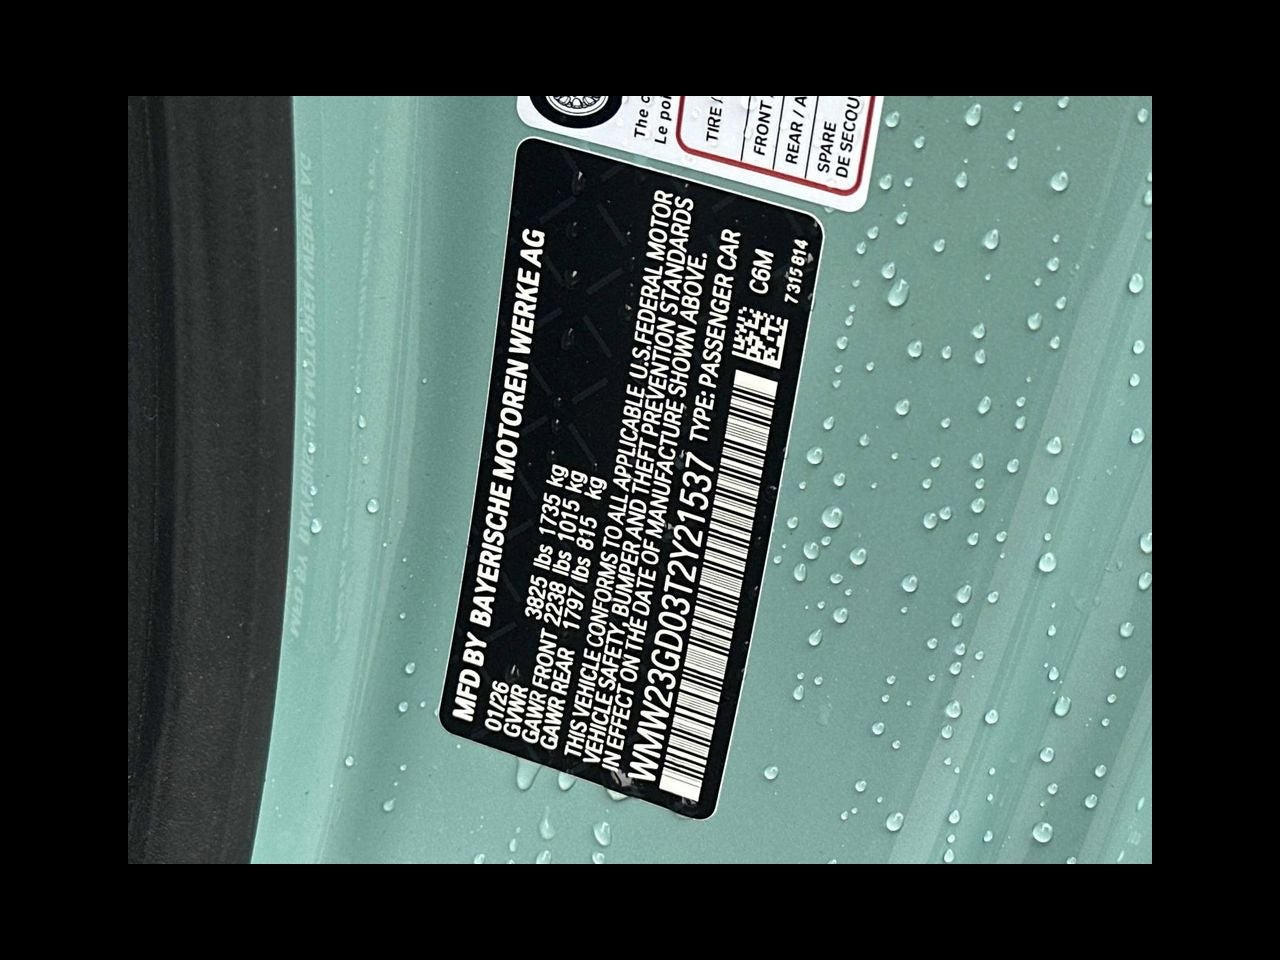 The
Le
TIRE /
FRONT /
REAR / A
SPARE
DE SECOU
MFD BY BAYERISCHE MOTOREN WERKE AG
01/26
GVWR 3825 lbs 1735 kg
GAWR FRONT 2238 lbs 1015 kg
GAWR REAR 1797 lbs 815 kg
THIS VEHICLE CONFORMS TO ALL APPLICABLE U.S.FEDERAL MOTOR
VEHICLE SAFETY, BUMPER AND THEFT PREVENTION STANDARDS
IN EFFECT ON THE DATE OF MANUFACTURE SHOWN ABOVE.
WMW23GD03T2Y21537 TYPE: PASSENGER CAR
C6M
7315814